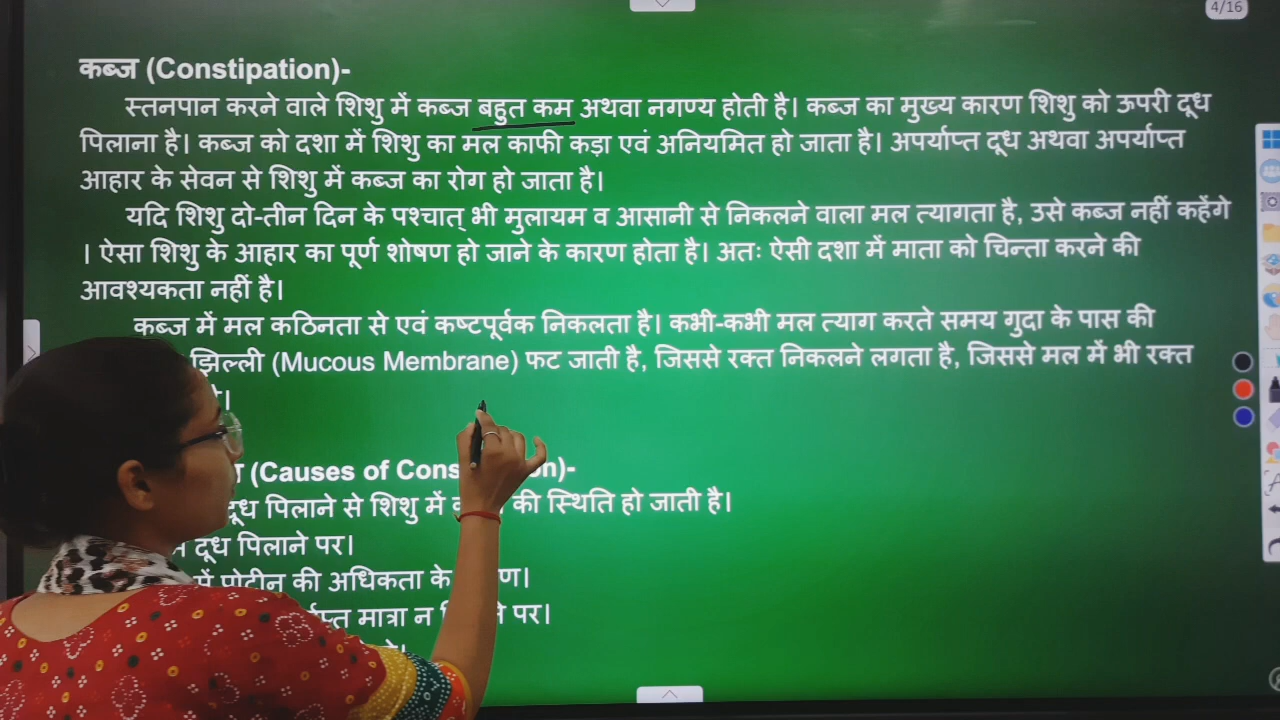 4/16
कब्ज (Constipation)-
स्तनपान करने वाले शिशु में कब्ज बहुत कम अथवा नगण्य होती है। कब्ज का मुख्य कारण शिशु को ऊपरी दूध
पिलाना है। कब्ज को दशा में शिशु का मल काफी कड़ा एवं अनियमित हो जाता है। अपर्याप्त दूध अथवा अपर्याप्त
आहार के सेवन से शिशु में कब्ज का रोग हो जाता है।
यदि शिशु दो-तीन दिन के पश्चात् भी मुलायम व आसानी से निकलने वाला मल त्यागता है, उसे कब्ज नहीं कहेंगे
। ऐसा शिशु के आहार का पूर्ण शोषण हो जाने के कारण होता है। अतः ऐसी दशा में माता को चिन्ता करने की
आवश्यकता नहीं है।
कब्ज में मल कठिनता से एवं कष्टपूर्वक निकलता है। कभी-कभी मल त्याग करते समय गुदा के पास की
झिल्ली (Mucous Membrane) फट जाती है, जिससे रक्त निकलने लगता है, जिससे मल में भी रक्त
(Causes of
दूध पिलाने से शिशु में की स्थिति हो जाती है।
दूध पिलाने पर।
में प्रोटीन की अधिकता के
मात्रा न पर।